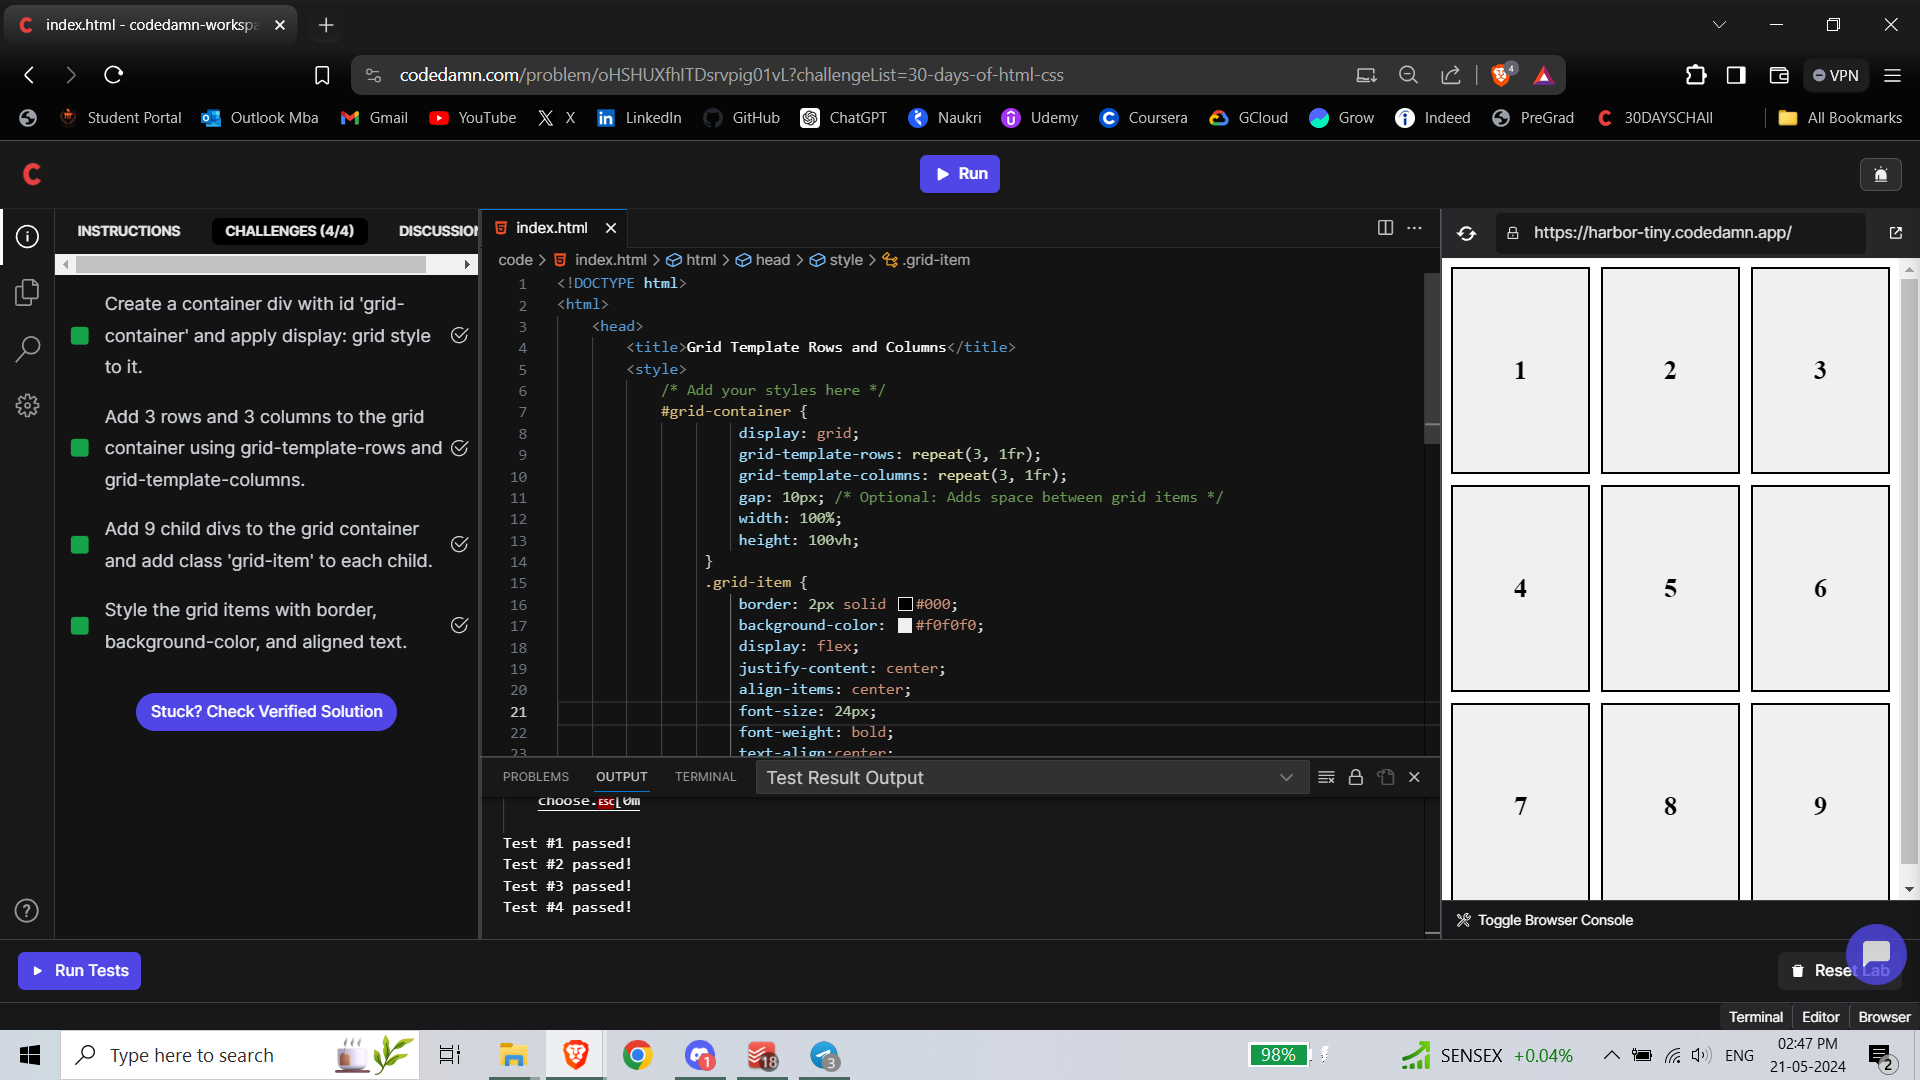 index.html - codedamn-workspa
codedamn.com/problem/oHSHUXfhITDsrvpig01vL?challengeList=30-days-of-html-css
4
VPN
Student Portal
Outlook Mba
Gmail
YouTube
X
LinkedIn
GitHub
ChatGPT
Naukri
Udemy
Coursera
GCloud
Grow
Indeed
PreGrad
30DAYSCHAll
All Bookmarks
Run
INSTRUCTIONS
CHALLENGES (4/4)
DISCUSSION
Create a container div with id 'grid-
container' and apply display: grid style
to it.
Add 3 rows and 3 columns to the grid
container using grid-template-rows and
grid-template-columns.
Add 9 child divs to the grid container
and add class 'grid-item' to each child.
Style the grid items with border,
background-color, and aligned text.
Stuck? Check Verified Solution
index.html
code > index.html > html > head > style > .grid-item
1 <!DOCTYPE html>
2 <html>
3 <head>
4 <title>Grid Template Rows and Columns</title>
5 <style>
6 /* Add your styles here */
7 #grid-container {
8 display: grid;
9 grid-template-rows: repeat(3, 1fr);
10 grid-template-columns: repeat(3, 1fr);
11 gap: 10px; /* Optional: Adds space between grid items */
12 width: 100%;
13 height: 100vh;
14 }
15 .grid-item {
16 border: 2px solid #000;
17 background-color: #f0f0f0;
18 display: flex;
19 justify-content: center;
20 align-items: center;
21 font-size: 24px;
22 font-weight: bold;
23 text-align:center;
PROBLEMS
OUTPUT
TERMINAL
Test Result Output
choose.ESC[0m
Test #1 passed!
Test #2 passed!
Test #3 passed!
Test #4 passed!
https://harbor-tiny.codedamn.app/
1 2 3
4 5 6
7 8 9
Toggle Browser Console
Run Tests
Reset Lab
Terminal
Editor
Browser
Type here to search
1
18
3
98%
SENSEX +0.04%
ENG
02:47 PM
21-05-2024
2